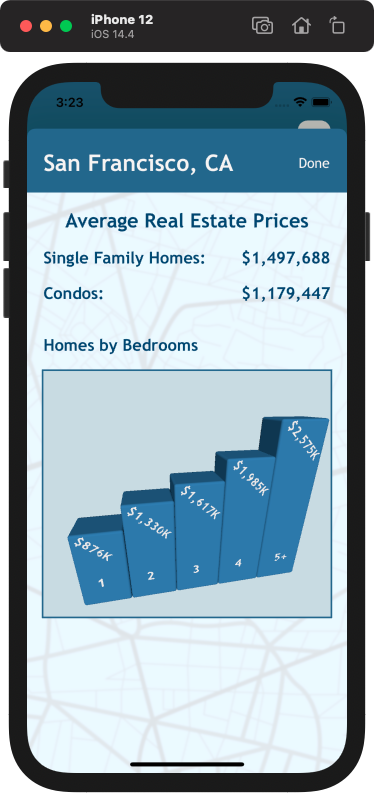 iPhone 12
iOS 14.4
3:23
San Francisco, CA
Done
Average Real Estate Prices
Single Family Homes: $1,497,688
Condos: $1,179,447
Homes by Bedrooms
$876K
$1,330K
$1,617K
$1,985K
$2,575K
1
2
3
4
5+